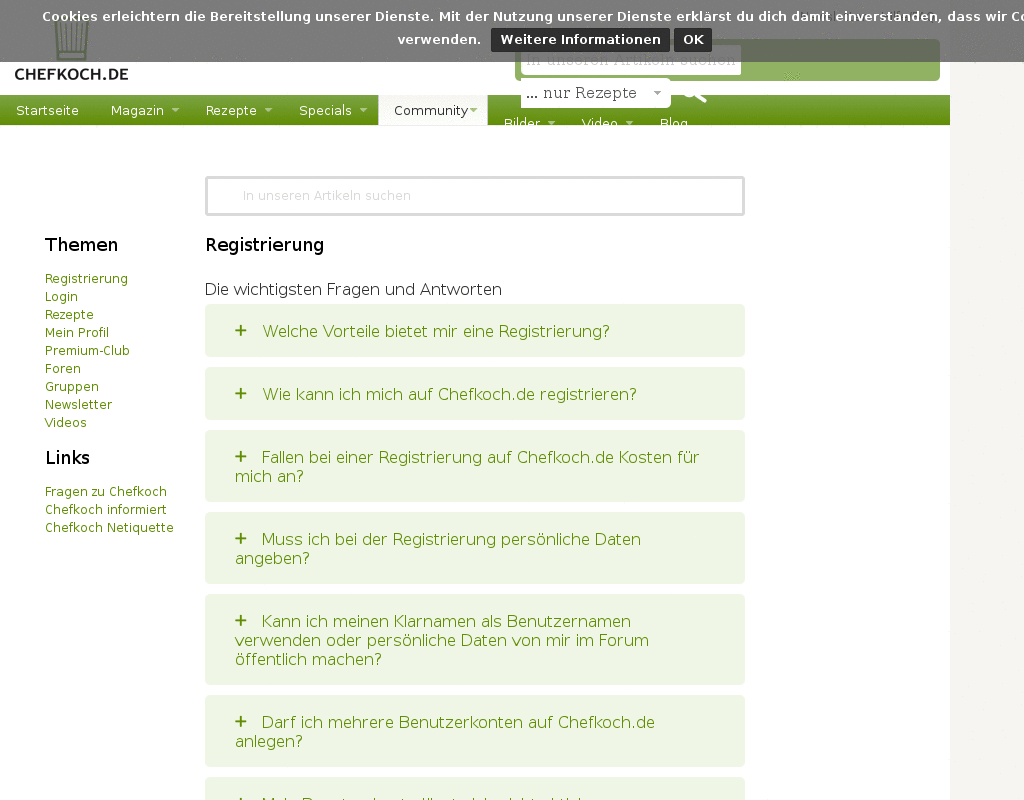 Cookies erleichtern die Bereitstellung unserer Dienste. Mit der Nutzung unserer Dienste erklärst du dich damit einverstanden, dass wir Co
verwenden. Weitere Informationen OK
In unseren Artikeln suchen
CHEFKOCH.DE
... nur Rezepte
Startseite Magazin Rezepte Specials Community
Bilder Video Blog
In unseren Artikeln suchen
Themen
Registrierung
Login
Rezepte
Mein Profil
Premium-Club
Foren
Gruppen
Newsletter
Videos
Links
Fragen zu Chefkoch
Chefkoch informiert
Chefkoch Netiquette
Registrierung
Die wichtigsten Fragen und Antworten
+ Welche Vorteile bietet mir eine Registrierung?
+ Wie kann ich mich auf Chefkoch.de registrieren?
+ Fallen bei einer Registrierung auf Chefkoch.de Kosten für
mich an?
+ Muss ich bei der Registrierung persönliche Daten
angeben?
+ Kann ich meinen Klarnamen als Benutzernamen
verwenden oder persönliche Daten von mir im Forum
öffentlich machen?
+ Darf ich mehrere Benutzerkonten auf Chefkoch.de
anlegen?